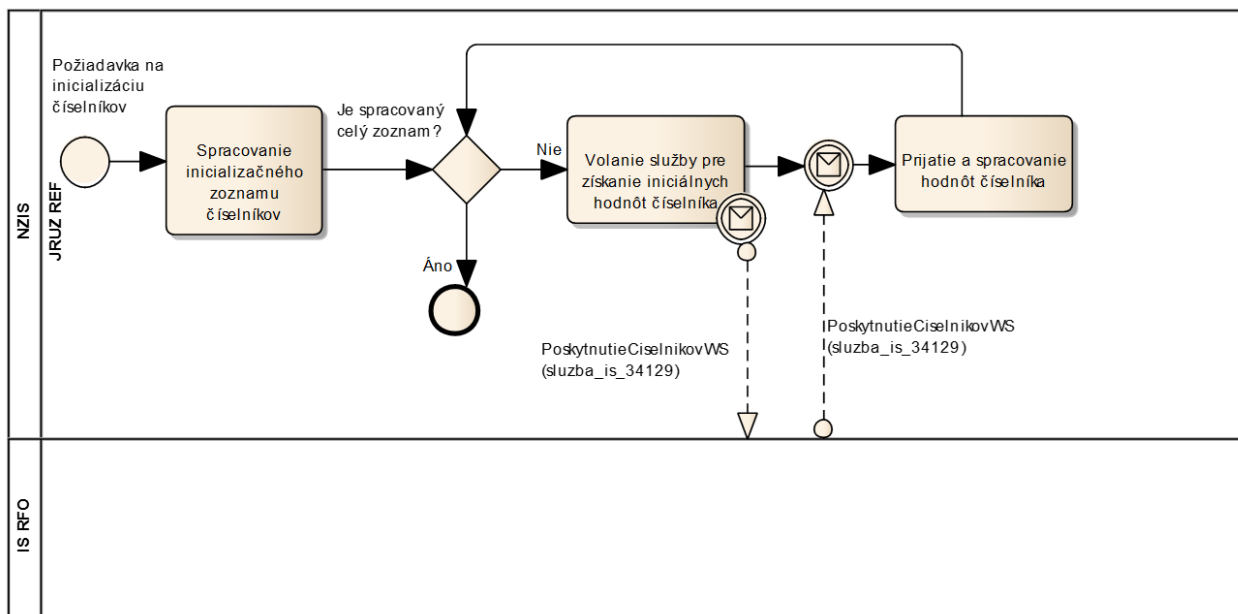 NZIS
JRUZ REF
Požiadavka na
inicializáciu
číselníkov
Spracovanie
inicializačného
zoznamu
číselníkov
Je spracovaný
celý zoznam?
Nie
Áno
Volanie služby pre
získanie iniciálnych
hodnôt číselníka
Prijatie a spracovanie
hodnôt číselníka
PoskytnutieCiselnikovWS
(sluzba_is_34129)
PoskytnutieCiselnikovWS
(sluzba_is_34129)
IS RFO